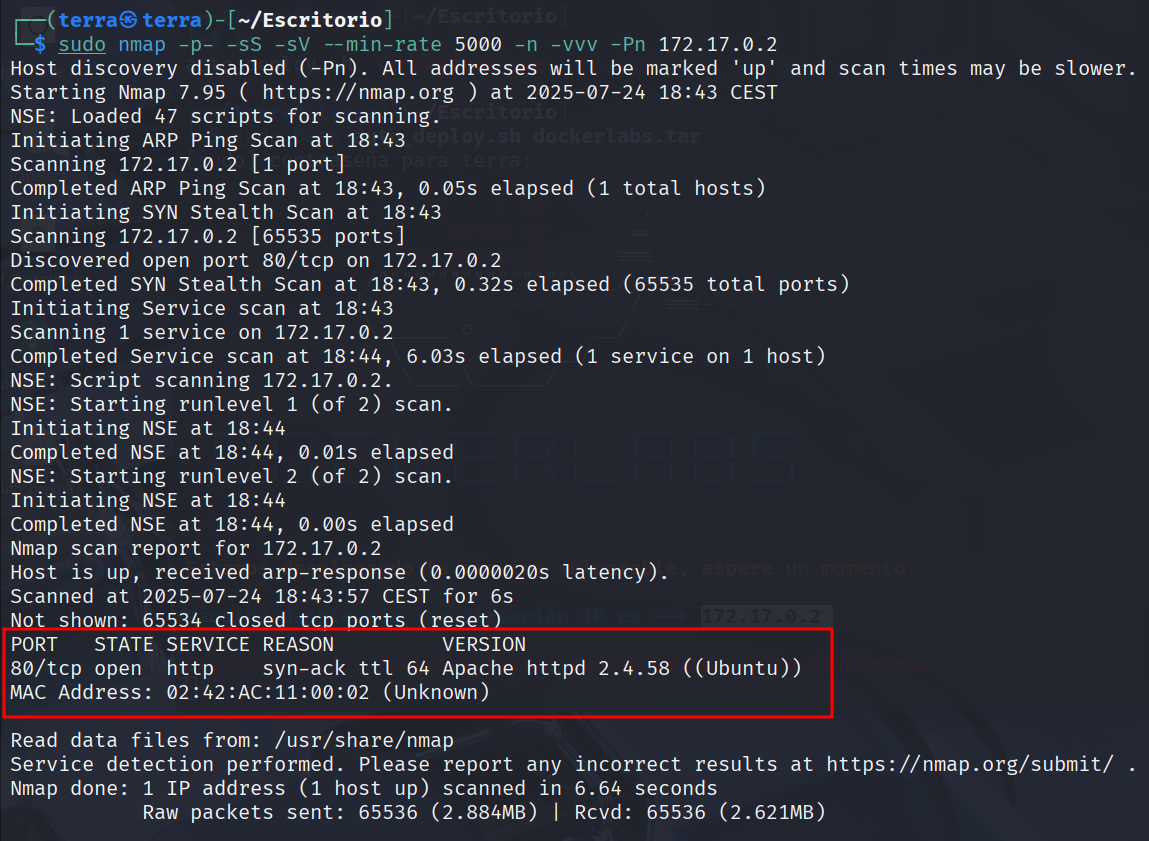 (terra㉿terra)-[~/Escritorio]
$ sudo nmap -p- -sS -sV --min-rate 5000 -n -vvv -Pn 172.17.0.2
Host discovery disabled (-Pn). All addresses will be marked 'up' and scan times may be slower.
Starting Nmap 7.95 ( https://nmap.org ) at 2025-07-24 18:43 CEST
NSE: Loaded 47 scripts for scanning.
Initiating ARP Ping Scan at 18:43
Scanning 172.17.0.2 [1 port]
Completed ARP Ping Scan at 18:43, 0.05s elapsed (1 total hosts)
Initiating SYN Stealth Scan at 18:43
Scanning 172.17.0.2 [65535 ports]
Discovered open port 80/tcp on 172.17.0.2
Completed SYN Stealth Scan at 18:43, 0.32s elapsed (65535 total ports)
Initiating Service scan at 18:43
Scanning 1 service on 172.17.0.2
Completed Service scan at 18:44, 6.03s elapsed (1 service on 1 host)
NSE: Script scanning 172.17.0.2.
NSE: Starting runlevel 1 (of 2) scan.
Initiating NSE at 18:44
Completed NSE at 18:44, 0.01s elapsed
NSE: Starting runlevel 2 (of 2) scan.
Initiating NSE at 18:44
Completed NSE at 18:44, 0.00s elapsed
Nmap scan report for 172.17.0.2
Host is up, received arp-response (0.0000020s latency).
Scanned at 2025-07-24 18:43:57 CEST for 6s
Not shown: 65534 closed tcp ports (reset)
PORT   STATE SERVICE REASON         VERSION
80/tcp open  http    syn-ack ttl 64 Apache httpd 2.4.58 ((Ubuntu))
MAC Address: 02:42:AC:11:00:02 (Unknown)
Read data files from: /usr/share/nmap
Service detection performed. Please report any incorrect results at https://nmap.org/submit/ .
Nmap done: 1 IP address (1 host up) scanned in 6.64 seconds
Raw packets sent: 65536 (2.884MB) | Rcvd: 65536 (2.621MB)